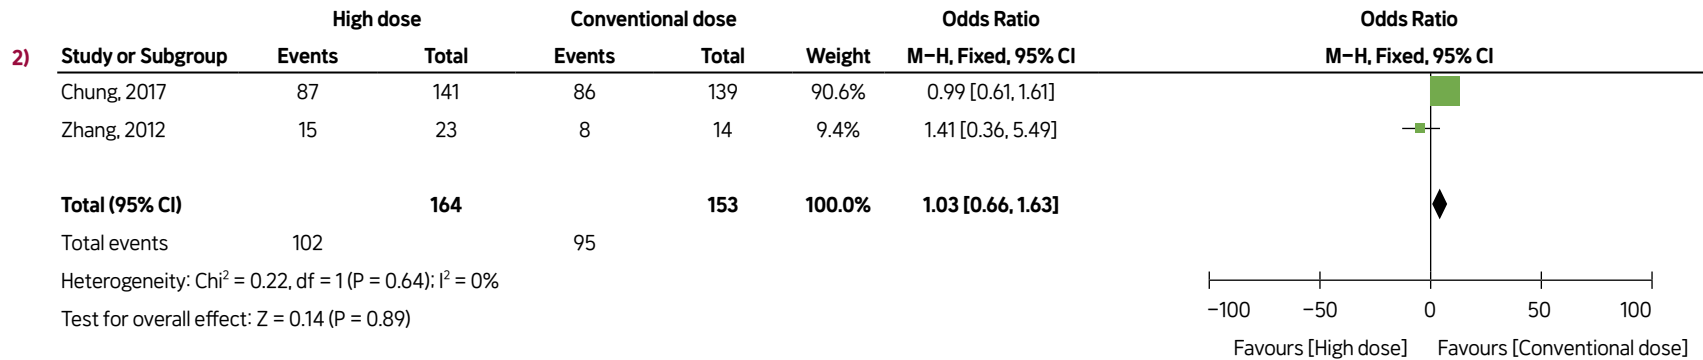 High dose Conventional dose Odds Ratio Odds Ratio
2) Study or Subgroup Events Total Events Total Weight M−H, Fixed, 95% CI M−H, Fixed, 95% CI
Chung, 2017 87 141 86 139 90.6% 0.99 [0.61, 1.61]
Zhang, 2012 15 23 8 14 9.4% 1.41 [0.36, 5.49]
Total (95% CI) 164 153 100.0% 1.03 [0.66, 1.63]
Total events 102 95
Heterogeneity: Chi² = 0.22, df = 1 (P = 0.64); I² = 0%
Test for overall effect: Z = 0.14 (P = 0.89)
−100 −50 0 50 100
Favours [High dose] Favours [Conventional dose]